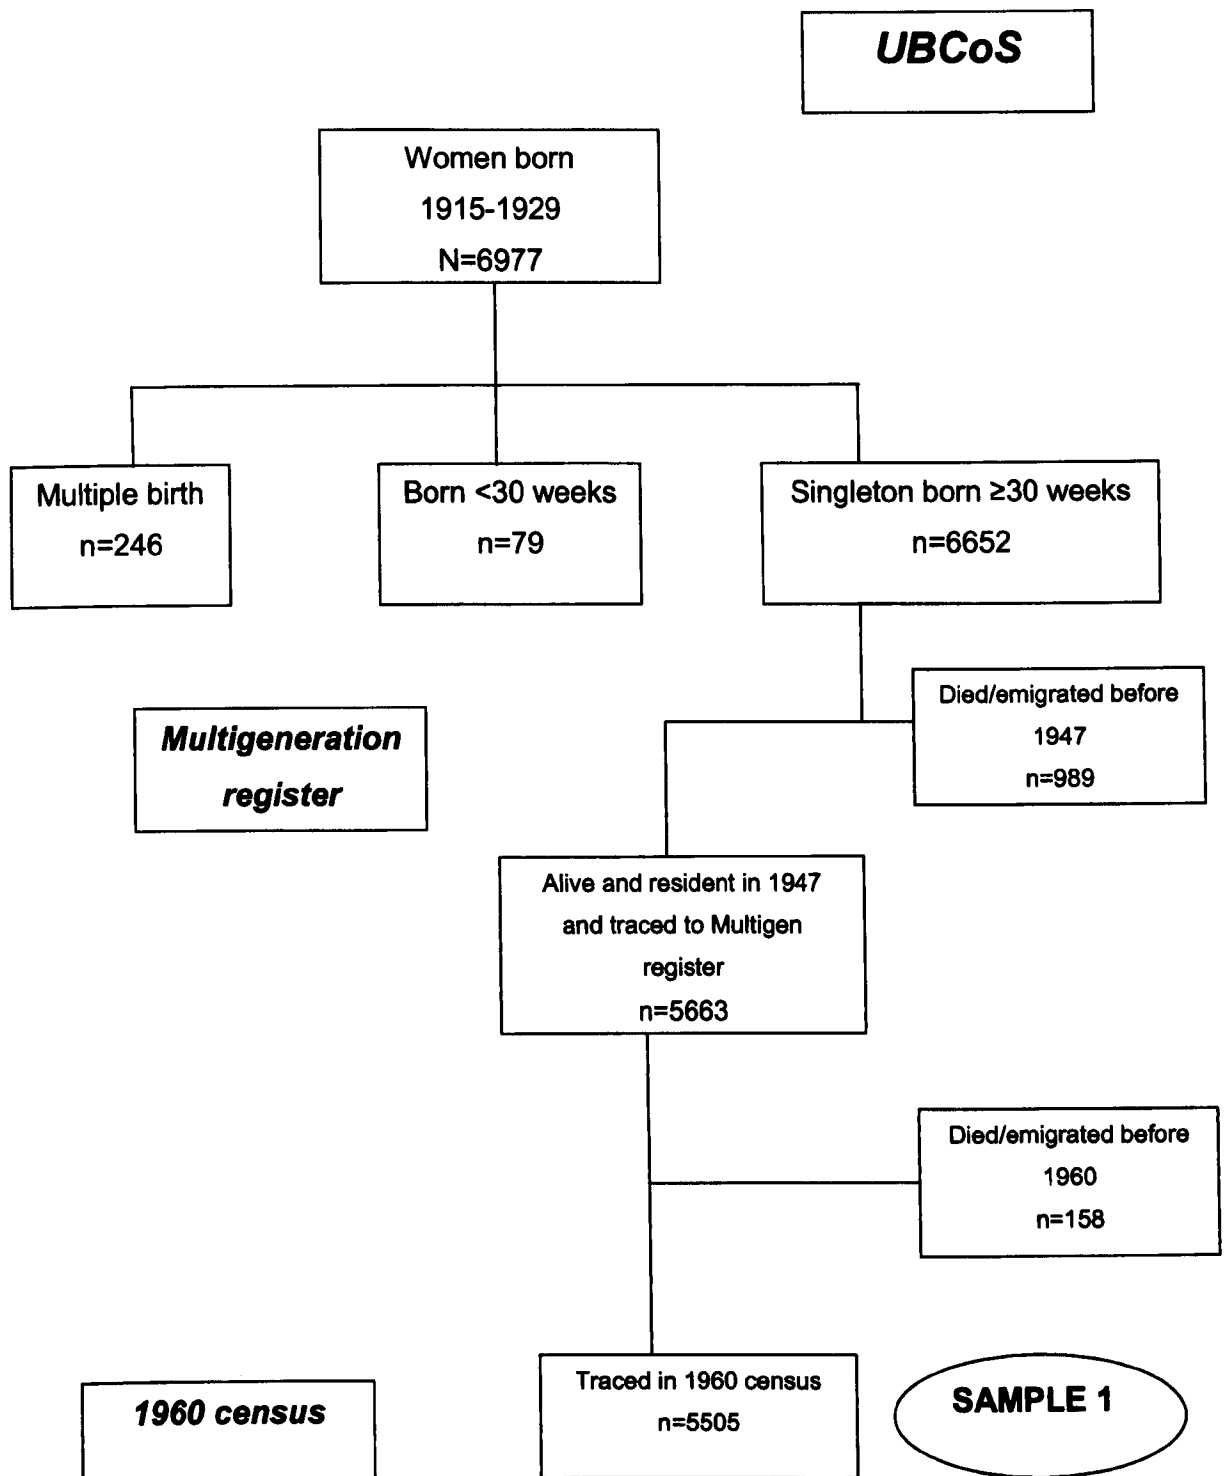 UBCoS
Women born
1915-1929
N=6977
Multiple birth
n=246
Born <30 weeks
n=79
Singleton born ≥30 weeks
n=6652
Died/emigrated before
1947
n=989
Multigeneration
register
Alive and resident in 1947
and traced to Multigen
register
n=5663
Died/emigrated before
1960
n=158
1960 census
Traced in 1960 census
n=5505
SAMPLE 1